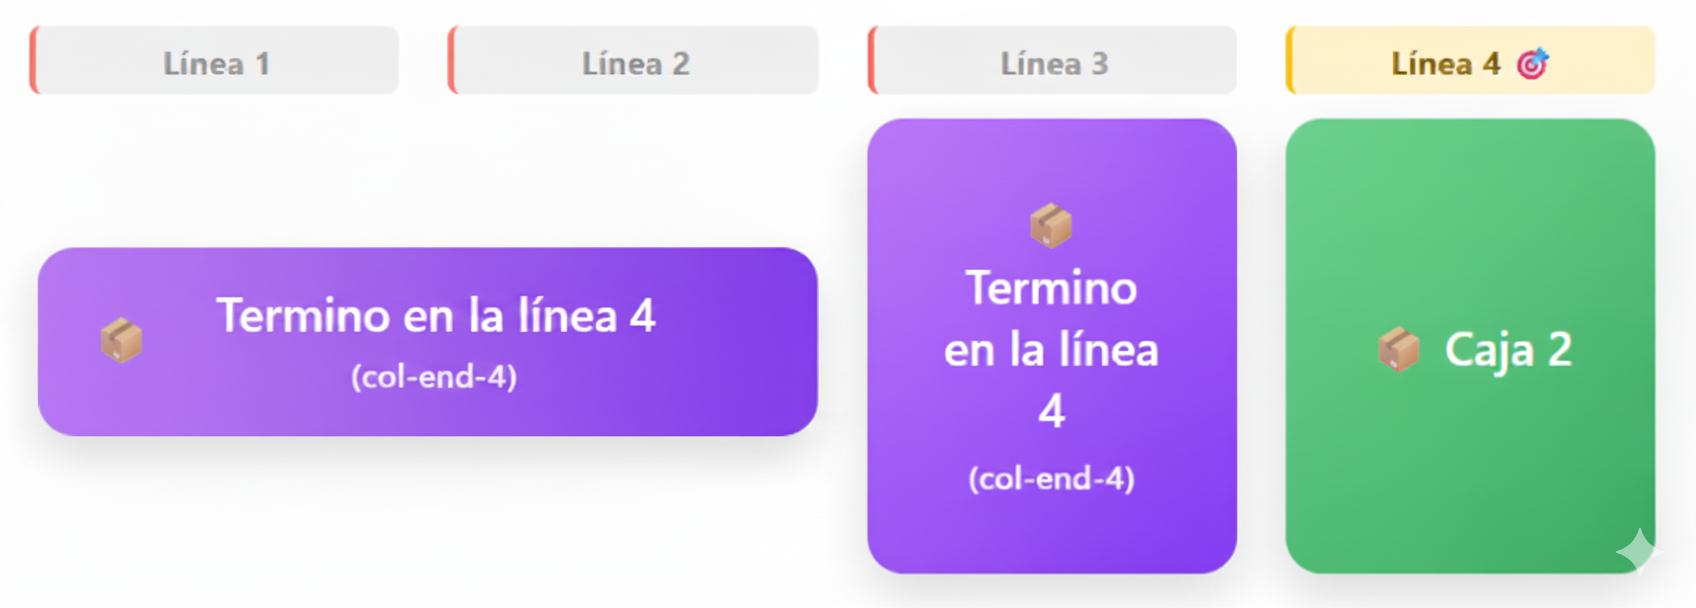 Línea 1
Línea 2
Línea 3
Línea 4
Termino en la línea 4
(col-end-4)
Termino
en la línea
4
(col-end-4)
Caja 2